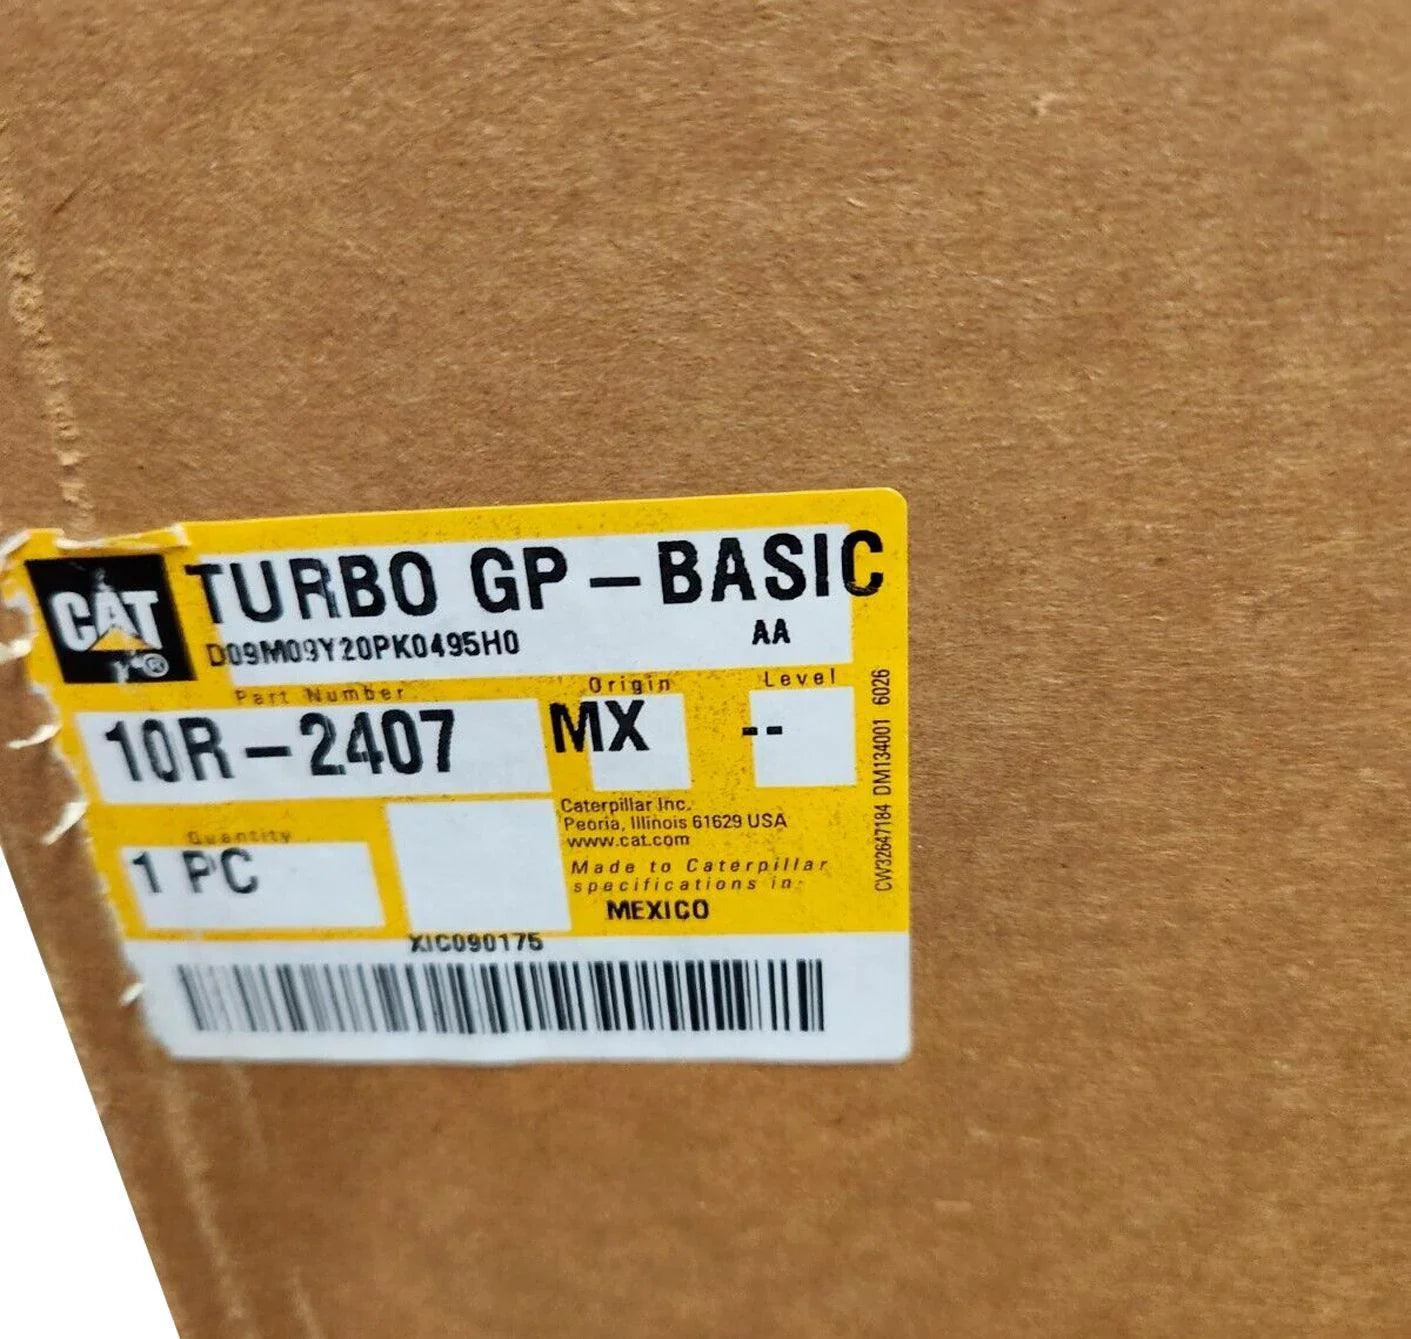 CAT
®
TURBO GP – BASIC
D09M09Y20PK0495H0
AA
Part Number
Origin
Level
10R-2407
MX
--
Quantity
1 PC
Caterpillar Inc.
Peoria, Illinois 61629 USA
www.cat.com
Made to Caterpillar
specifications in:
MEXICO
CW32647184 DM134001 6026
XIC090175